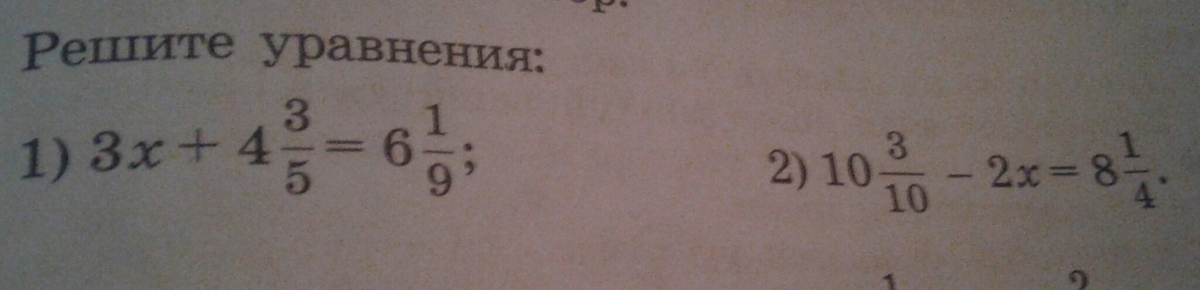 Решите уравнения:
1) 3x + 4 3/5 = 6 1/9; 2) 10 3/10 − 2x = 8 1/4.